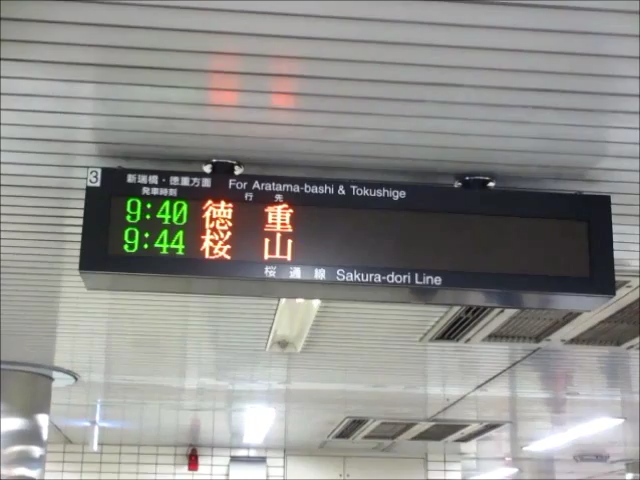 3
新瑞橋・徳重方面 For Aratama-bashi & Tokushige
発車時刻 行先
9:40 徳重
9:44 桜山
桜通線 Sakura-dori Line